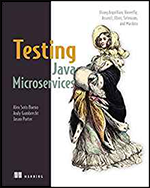 Using Arquillian, Hoverfly,
AssertJ, JUnit, Selenium,
and Mockito
Testing
Java
Microservices
Alex Soto Bueno
Andy Gumbrecht
Jason Porter
MANNING